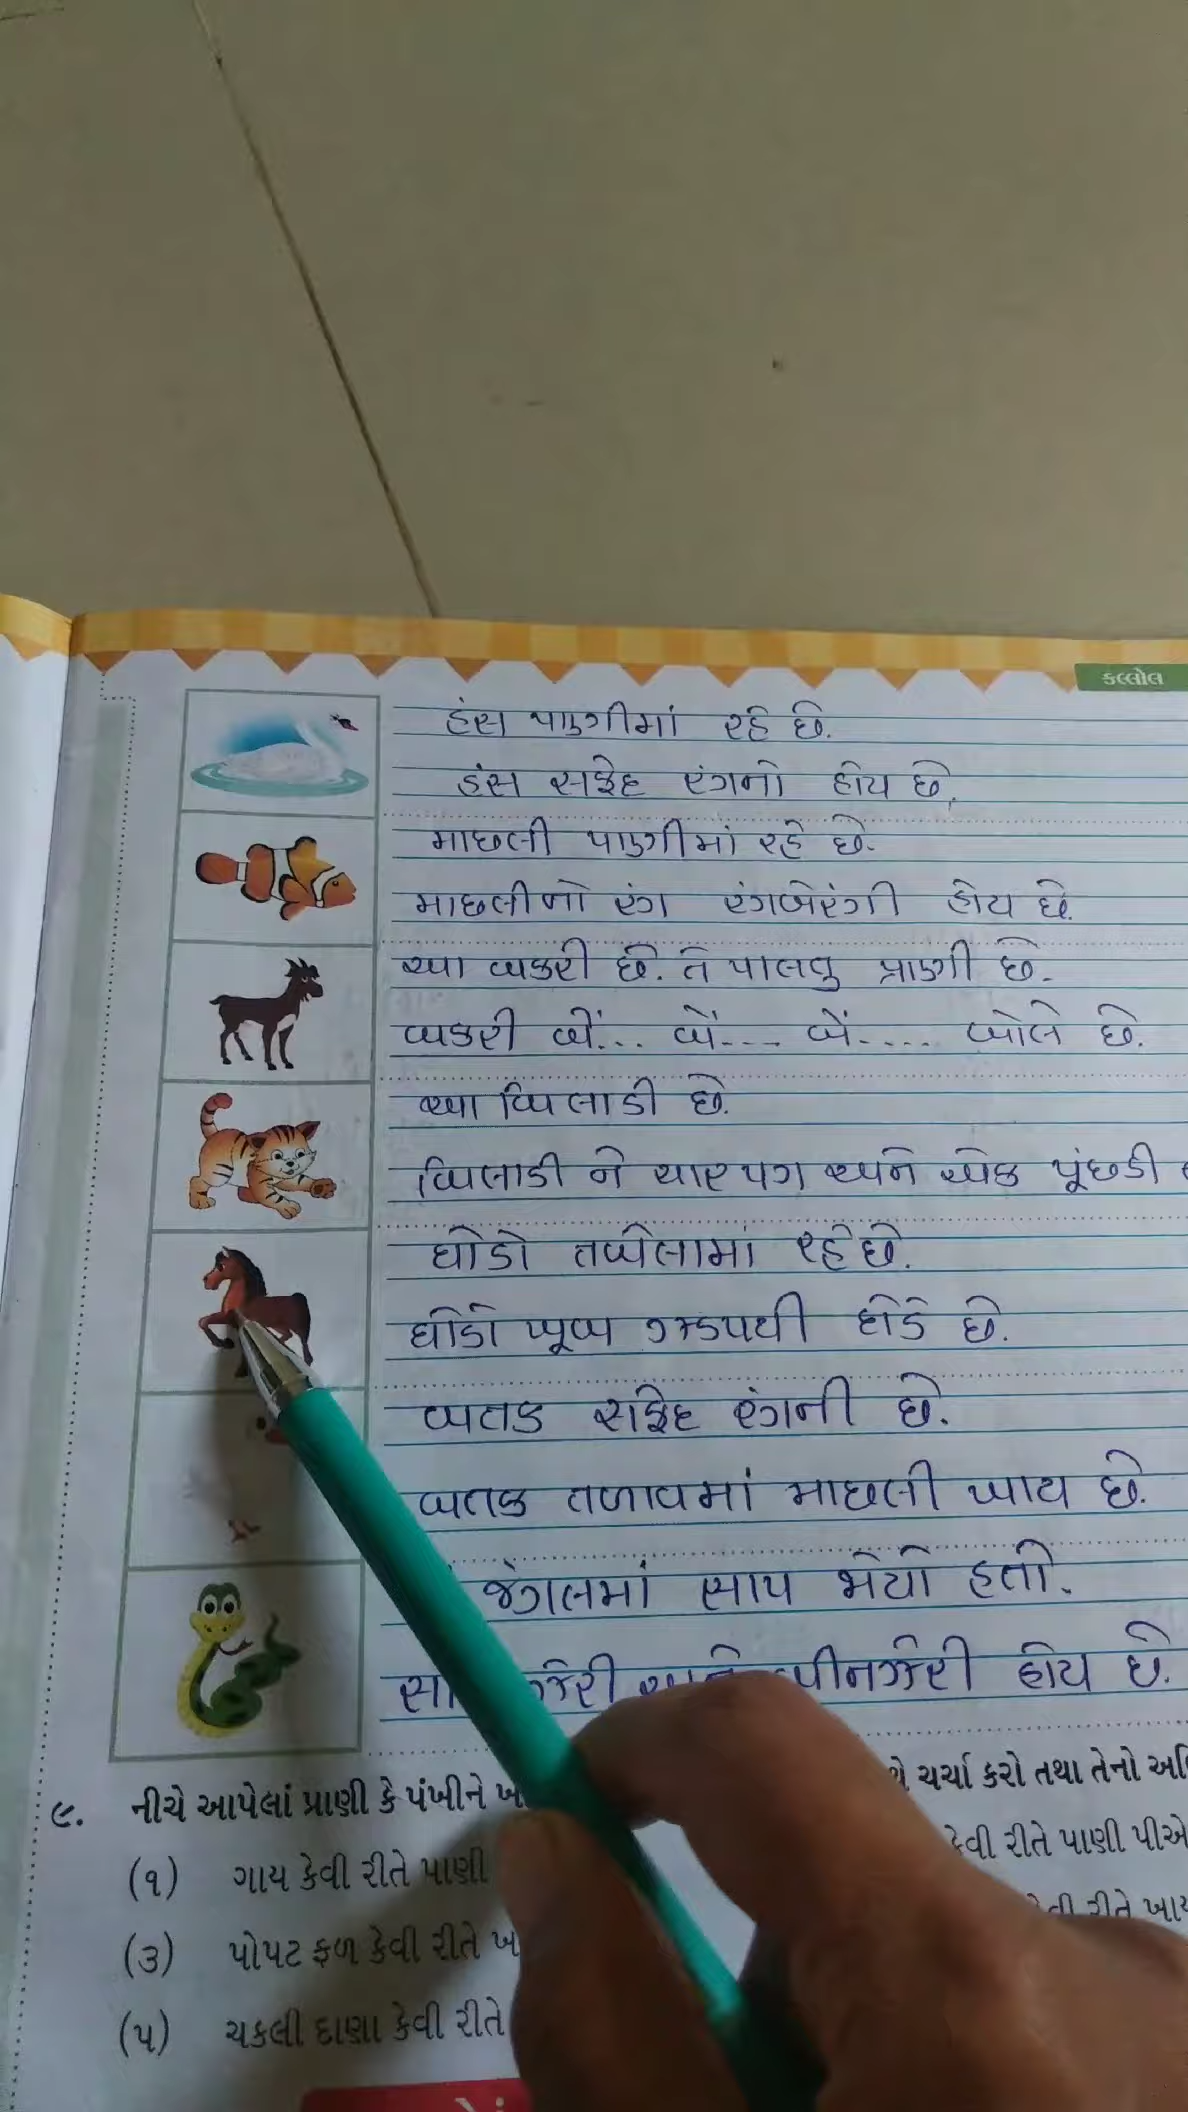 કલ્લોલ
હંસ પાણીમાં રહે છે.
હંસ સફેદ રંગનો હોય છે.
માછલી પાણીમાં રહે છે.
માછલીનો રંગ રંગબેરંગી હોય છે.
આ બકરી છે. તે પાલતુ પ્રાણી છે.
બકરી બેં... બેં... બેં.... બોલે છે.
આ બિલાડી છે.
બિલાડી ને ચાર પગ અને એક પૂંછડી
ઘોડો તબેલામાં રહે છે.
ઘોડો ખૂબ ઝડપથી દોડે છે.
બતક સફેદ રંગની છે.
બતક તળાવમાં માછલી ખાય છે.
જંગલમાં સાપ જોયો હતો.
ઝેરી બીનઝેરી હોય છે.
૯. નીચે આપેલાં પ્રાણી કે પંખીને ચર્ચા કરો તથા તેનો
(૧) ગાય કેવી રીતે પાણી કેવી રીતે પાણી પીએ
(૩) પોપટ ફળ કેવી રીતે રીતે
(૫) ચકલી દાણા કેવી રીતે